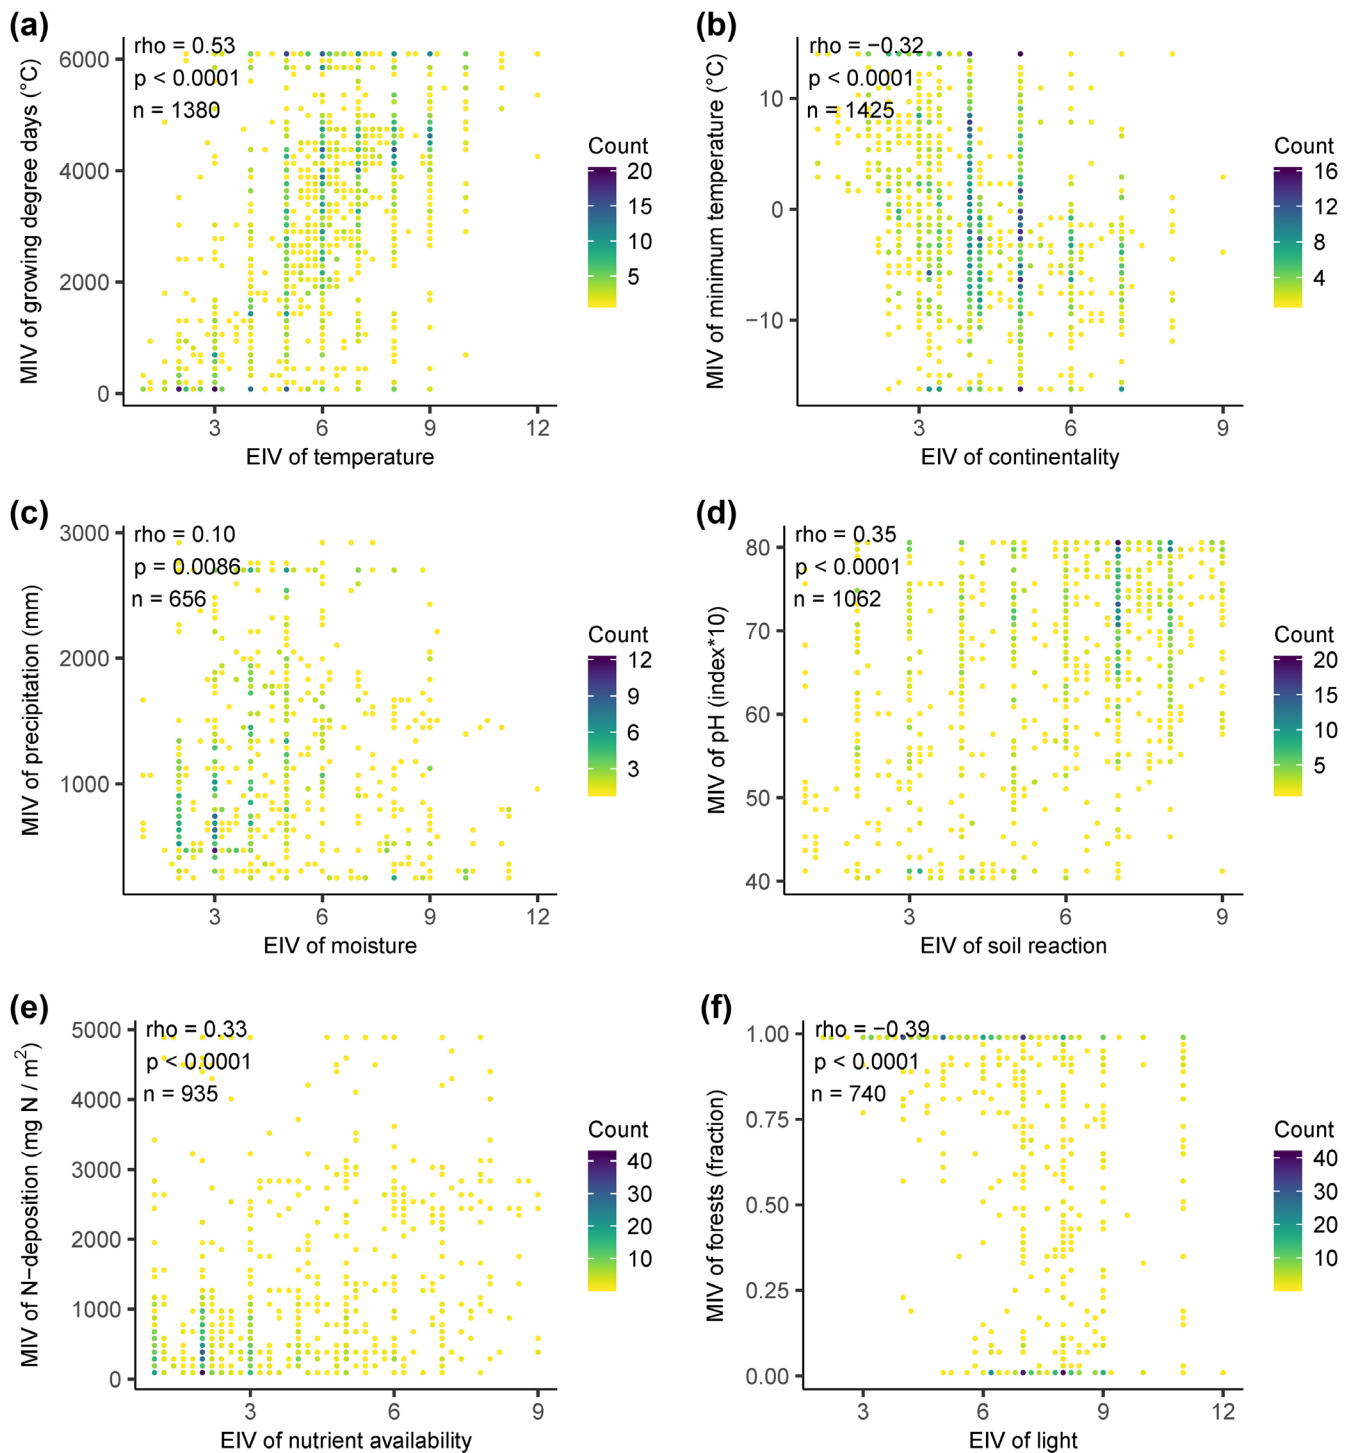 (a)
rho = 0.53
p < 0.0001
n = 1380
MIV of growing degree days (°C)
6000
4000
2000
0
3 6 9 12
EIV of temperature
Count
20
15
10
5
(b)
rho = −0.32
p < 0.0001
n = 1425
MIV of minimum temperature (°C)
10
0
−10
3 6 9
EIV of continentality
Count
16
12
8
4
(c)
rho = 0.10
p = 0.0086
n = 656
MIV of precipitation (mm)
3000
2000
1000
3 6 9 12
EIV of moisture
Count
12
9
6
3
(d)
rho = 0.35
p < 0.0001
n = 1062
MIV of pH (index*10)
80
70
60
50
40
3 6 9
EIV of soil reaction
Count
20
15
10
5
(e)
rho = 0.33
p < 0.0001
n = 935
MIV of N−deposition (mg N / m²)
5000
4000
3000
2000
1000
0
3 6 9
EIV of nutrient availability
Count
40
30
20
10
(f)
rho = −0.39
p < 0.0001
n = 740
MIV of forests (fraction)
1.00
0.75
0.50
0.25
0.00
3 6 9 12
EIV of light
Count
40
30
20
10